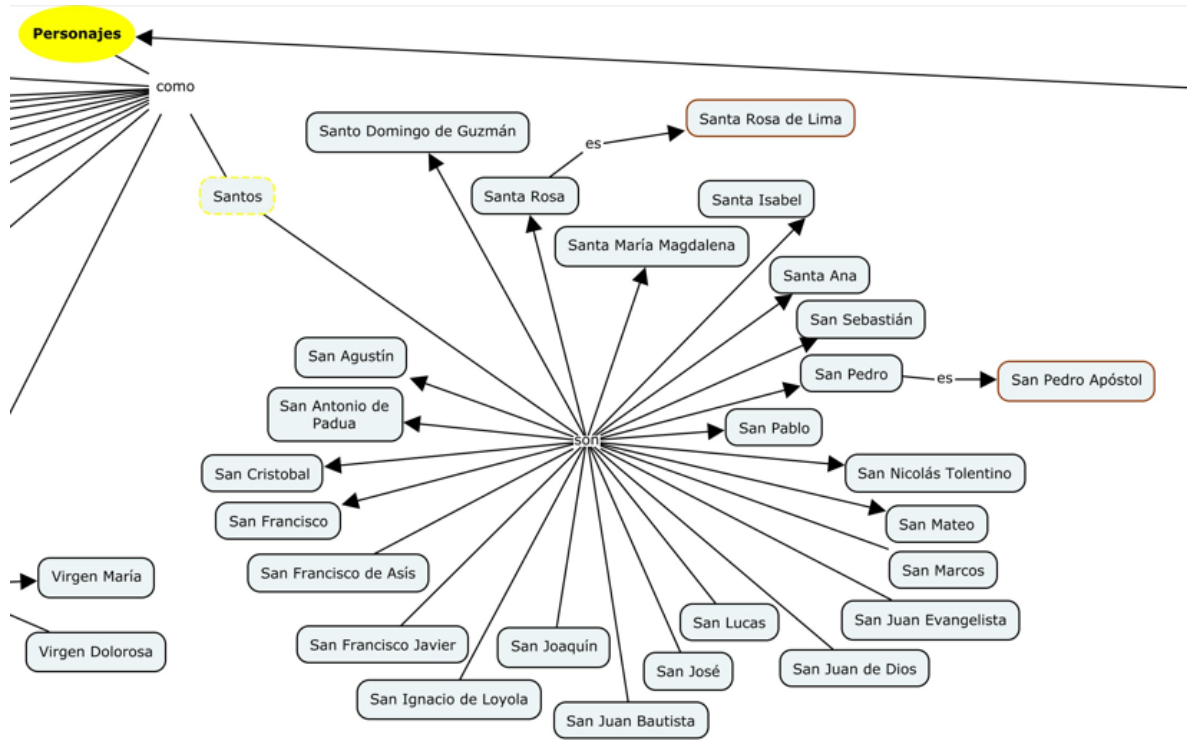 Personajes
como
Santa Rosa de Lima
Santo Domingo de Guzmán
es
Santos
Santa Rosa
Santa Isabel
Santa María Magdalena
Santa Ana
San Sebastián
San Agustín
San Pedro
es
San Pedro Apóstol
San Antonio de
Padua
San Pablo
son
San Cristobal
San Nicolás Tolentino
San Francisco
San Mateo
San Francisco de Asís
San Marcos
Virgen María
San Juan Evangelista
San Lucas
San Francisco Javier
San Joaquín
Virgen Dolorosa
San José
San Juan de Dios
San Ignacio de Loyola
San Juan Bautista